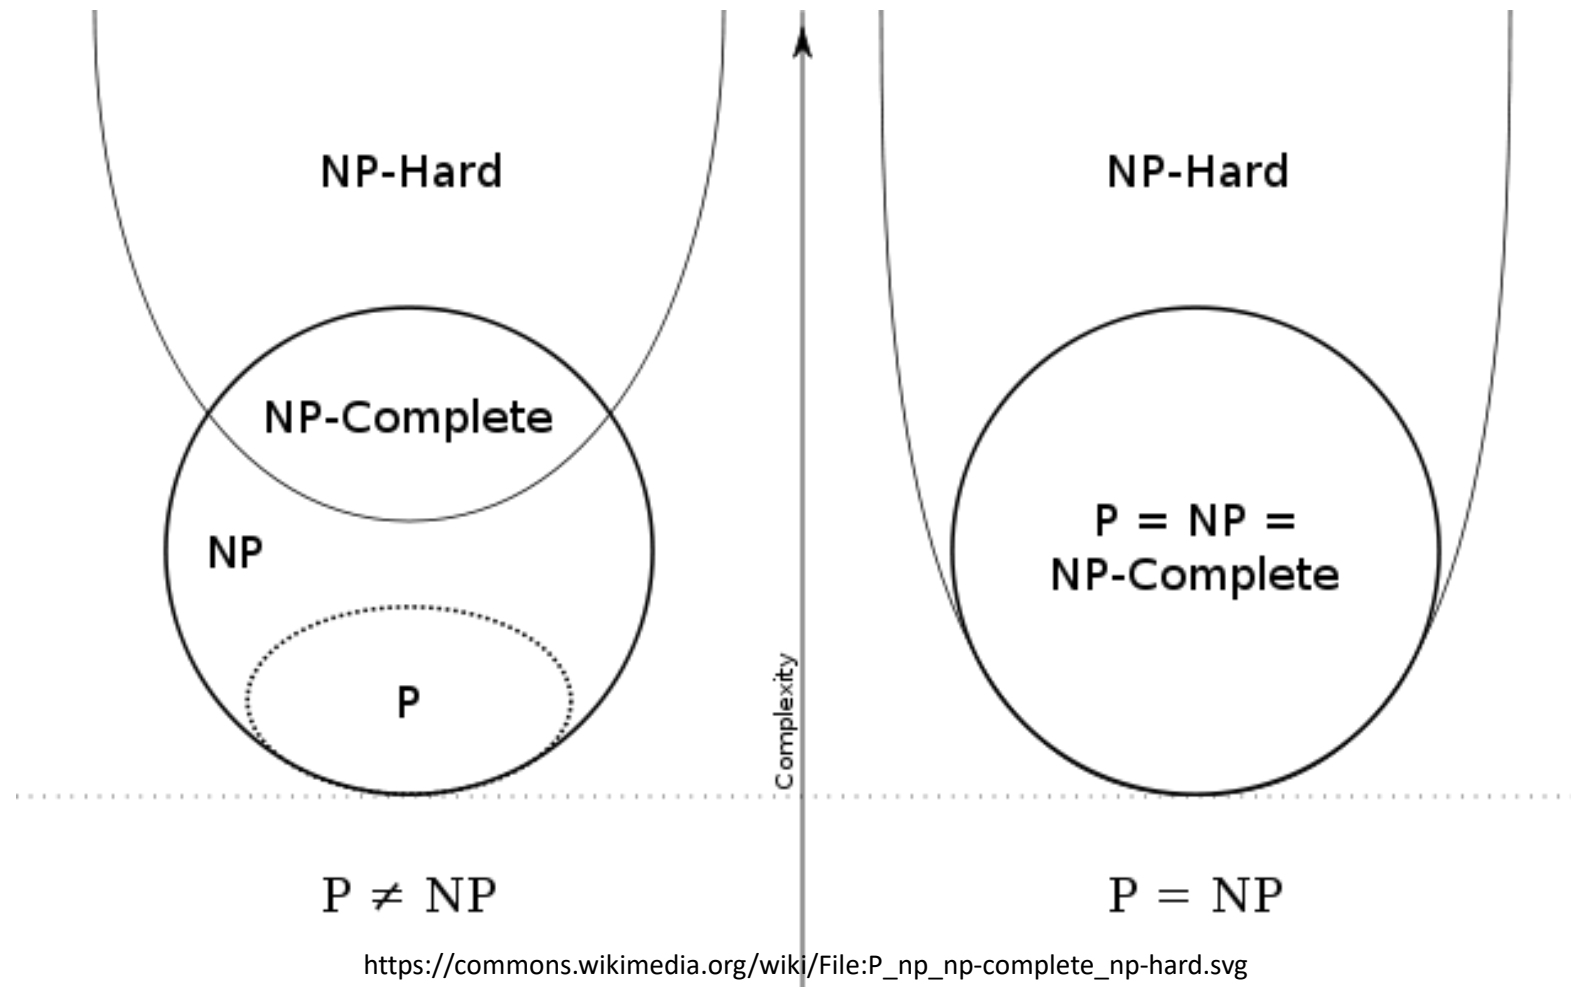 NP-Hard
NP-Complete
NP
P
P ≠ NP
Complexity
NP-Hard
P = NP =
NP-Complete
P = NP
https://commons.wikimedia.org/wiki/File:P_np_np-complete_np-hard.svg